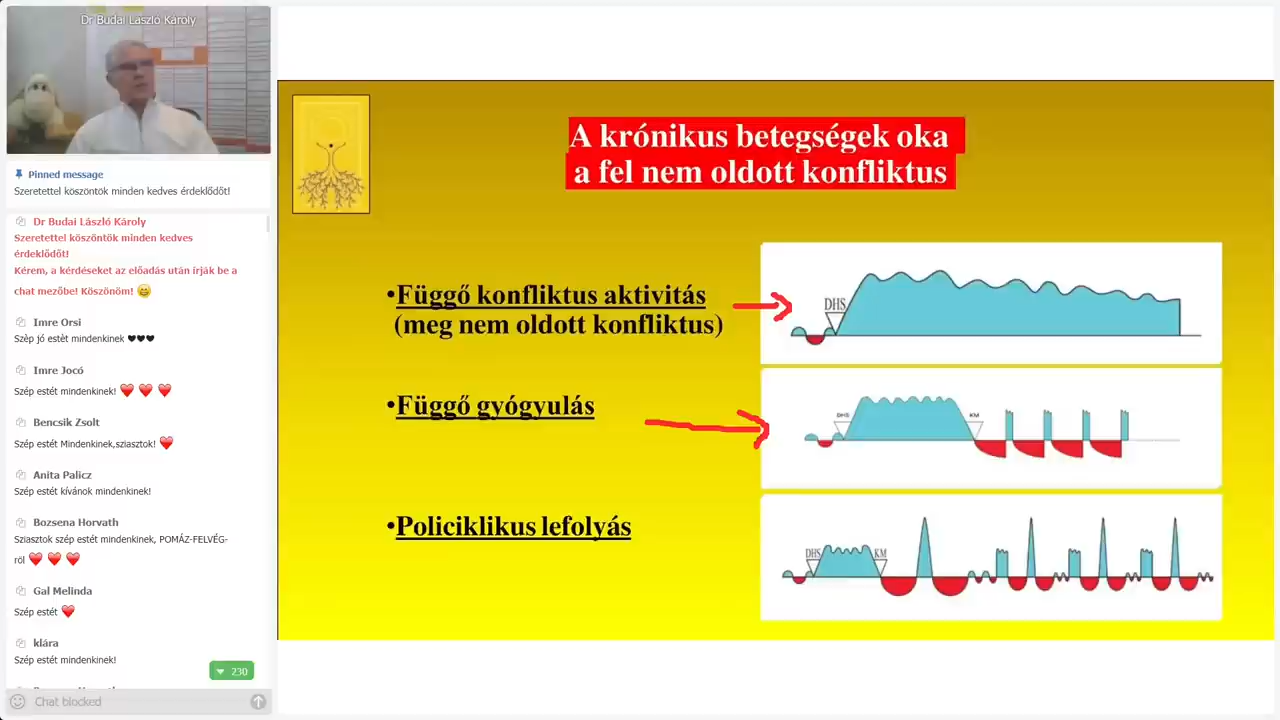 Dr Budai László Károly
Pinned message
Szeretettel köszöntök minden kedves érdeklődőt!
Dr Budai László Károly
Szeretettel köszöntök minden kedves
érdeklődőt!
Kérem, a kérdéseket az előadás után írják be a
chat mezőbe! Köszönöm! 😄
Imre Orsi
Szèp jó estèt mindenkinek ♥♥♥
Imre Jocó
Szép estét mindenkinek! ❤ ❤ ❤
Bencsik Zsolt
Szép estét Mindenkinek,sziasztok! ❤
Anita Palicz
Szép estét kívánok mindenkinek!
Bozsena Horvath
Sziasztok szép estét mindenkinek, POMÁZ-FELVÉG-
ról ❤ ❤ ❤
Gal Melinda
Szép estét ❤
klára
Szép estét mindenkinek!
230
Chat blocked
A krónikus betegségek oka
a fel nem oldott konfliktus
•Függő konfliktus aktivitás
(meg nem oldott konfliktus)
DHS
•Függő gyógyulás
DHS KM
•Policiklikus lefolyás
DHS KM